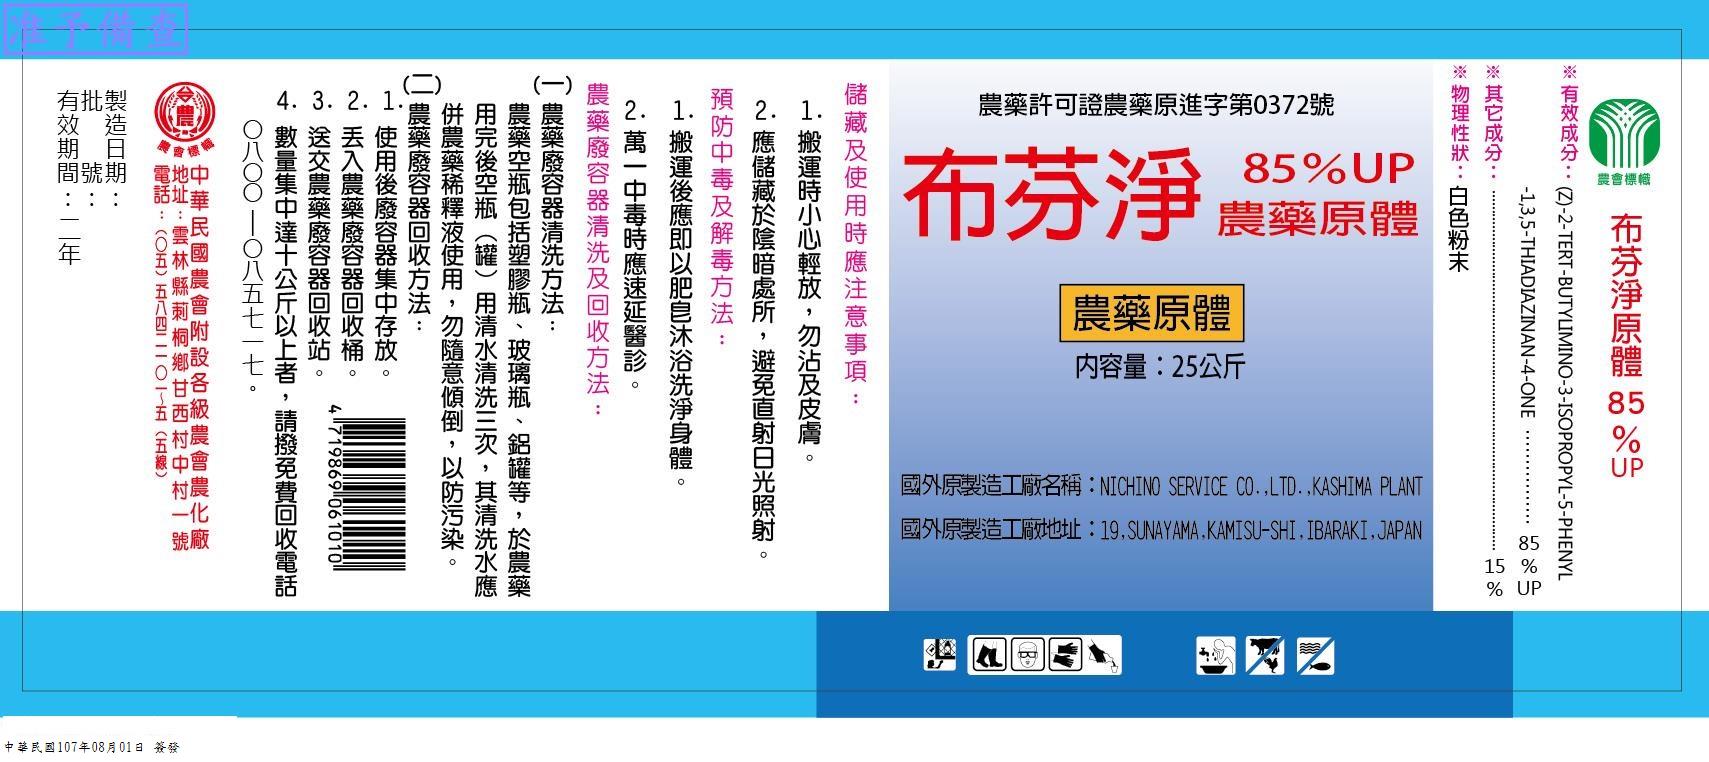 准予備查
布芬淨原體 85%UP
農會標幟
※有效成分：(Z)-2-TERT-BUTYLIMINO-3-ISOPROPYL-5-PHENYL
-1,3,5-THIADIAZINAN-4-ONE ............... 85%UP
※其它成分：............................................................ 15%
※物理性狀：白色粉末
農藥許可證農藥原進字第0372號
布芬淨
85%UP
農藥原體
農藥原體
內容量：25公斤
國外原製造工廠名稱：NICHINO SERVICE CO.,LTD.,KASHIMA PLANT
國外原製造工廠地址：19,SUNAYAMA,KAMISU-SHI,IBARAKI,JAPAN
儲藏及使用時應注意事項：
1. 搬運時小心輕放，勿沾及皮膚。
2. 應儲藏於陰暗處所，避免直射日光照射。
預防中毒及解毒方法：
1. 搬運後應即以肥皂沐浴洗淨身體。
2. 萬一中毒時應速延醫診。
農藥廢容器清洗及回收方法：
(一)農藥廢容器清洗方法：
農藥空瓶包括塑膠瓶、玻璃瓶、鋁罐等，於農藥
用完後空瓶（罐）用清水清洗三次，其清洗水應
併農藥稀釋液使用，勿隨意傾倒，以防污染。
(二)農藥廢容器回收方法：
1. 使用後廢容器集中存放。
2. 丟入農藥廢容器回收桶。
3. 送交農藥廢容器回收站。
4. 數量集中達十公斤以上者，請撥免費回收電話
〇八〇〇—〇八五七一七。
4 719869 061010
農
農會標幟
中華民國農會附設各級農會農化廠
地址：雲林縣莿桐鄉甘西村中村一號
電話：（〇五）五八四二一〇一～五（五線）
製造日期：
批 號：
有效期間：二年
中華民國107年08月01日 簽發